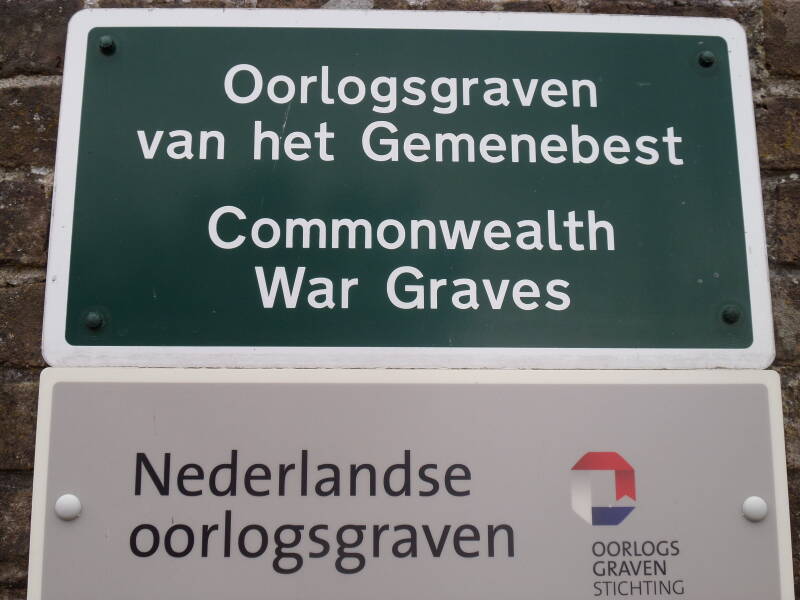 Oorlogsgraven
van het Gemenebest
Commonwealth
War Graves
Nederlandse
oorlogsgraven
OORLOGS
GRAVEN
STICHTING